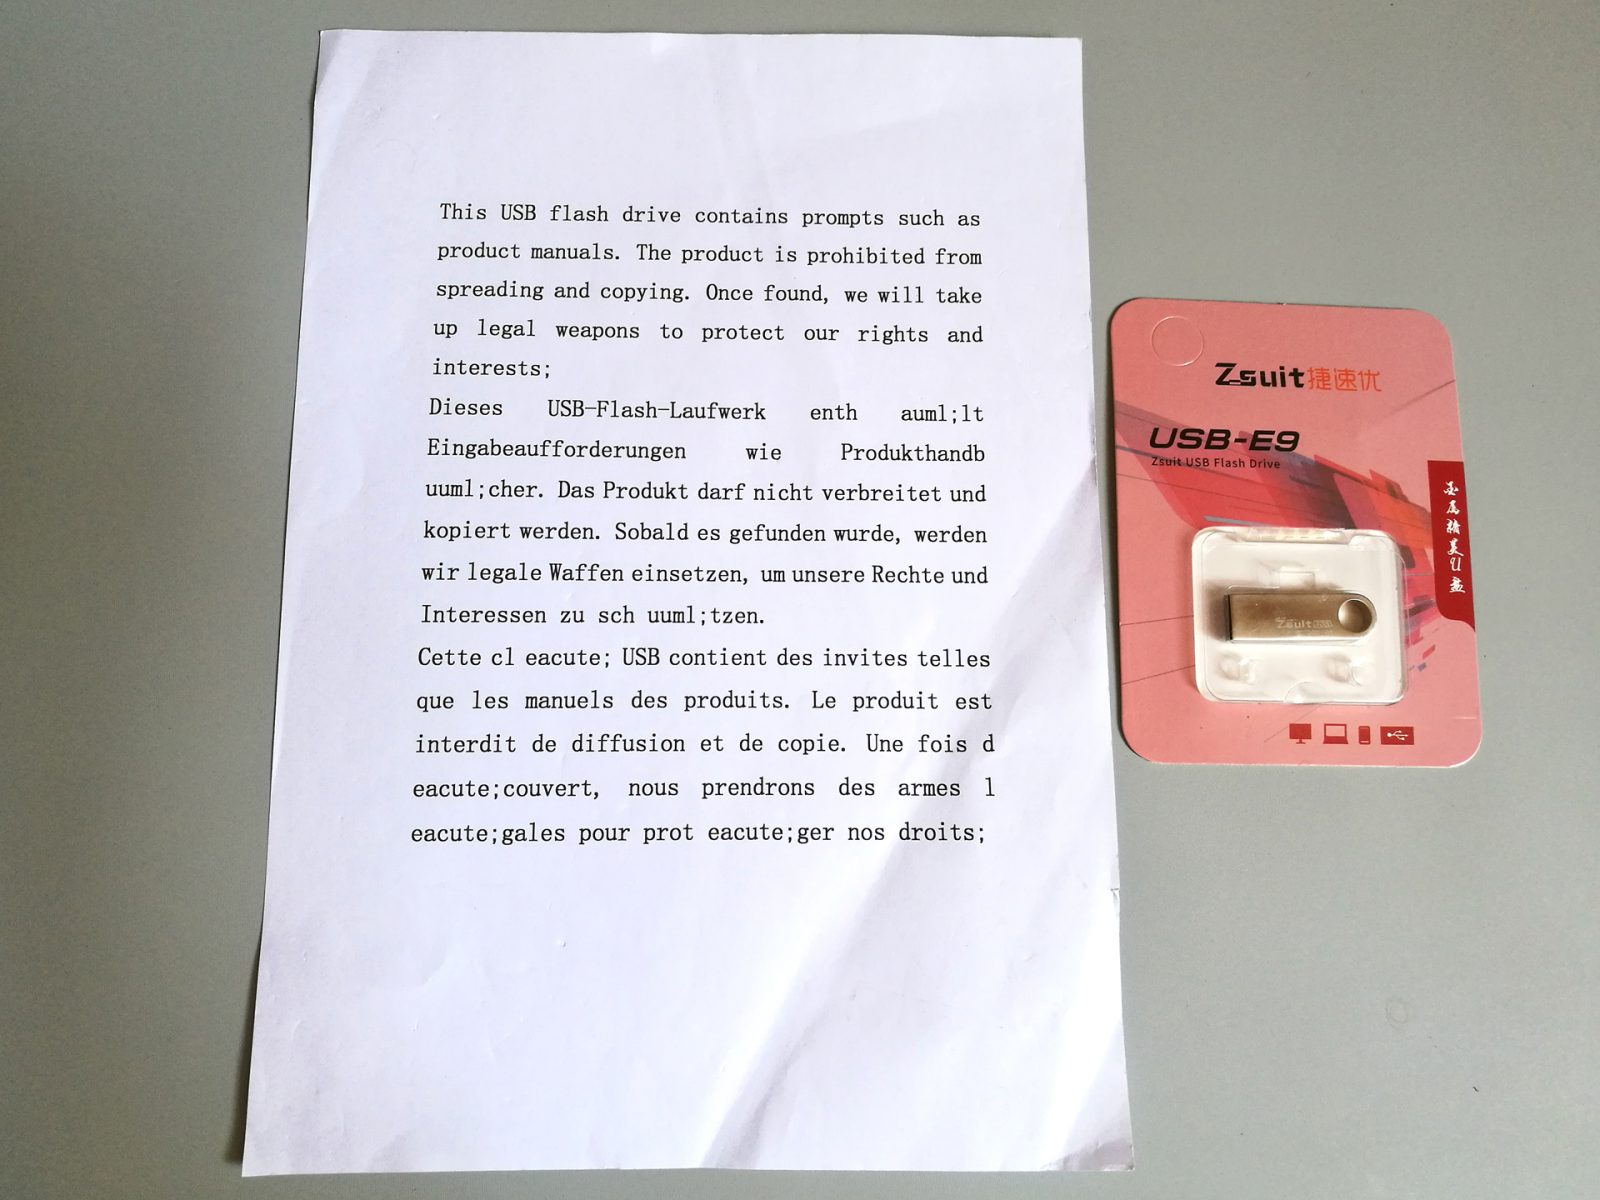 This USB flash drive contains prompts such as
product manuals. The product is prohibited from
spreading and copying. Once found, we will take
up legal weapons to protect our rights and
interests;
Dieses USB-Flash-Laufwerk enth auml;lt
Eingabeaufforderungen wie Produkthandb
uuml;cher. Das Produkt darf nicht verbreitet und
kopiert werden. Sobald es gefunden wurde, werden
wir legale Waffen einsetzen, um unsere Rechte und
Interessen zu sch uuml;tzen.
Cette cl eacute; USB contient des invites telles
que les manuels des produits. Le produit est
interdit de diffusion et de copie. Une fois d
eacute;couvert, nous prendrons des armes l
eacute;gales pour prot eacute;ger nos droits;
Zsuit捷速优
USB-E9
Zsuit USB Flash Drive
金属精美U盘
Zsuit